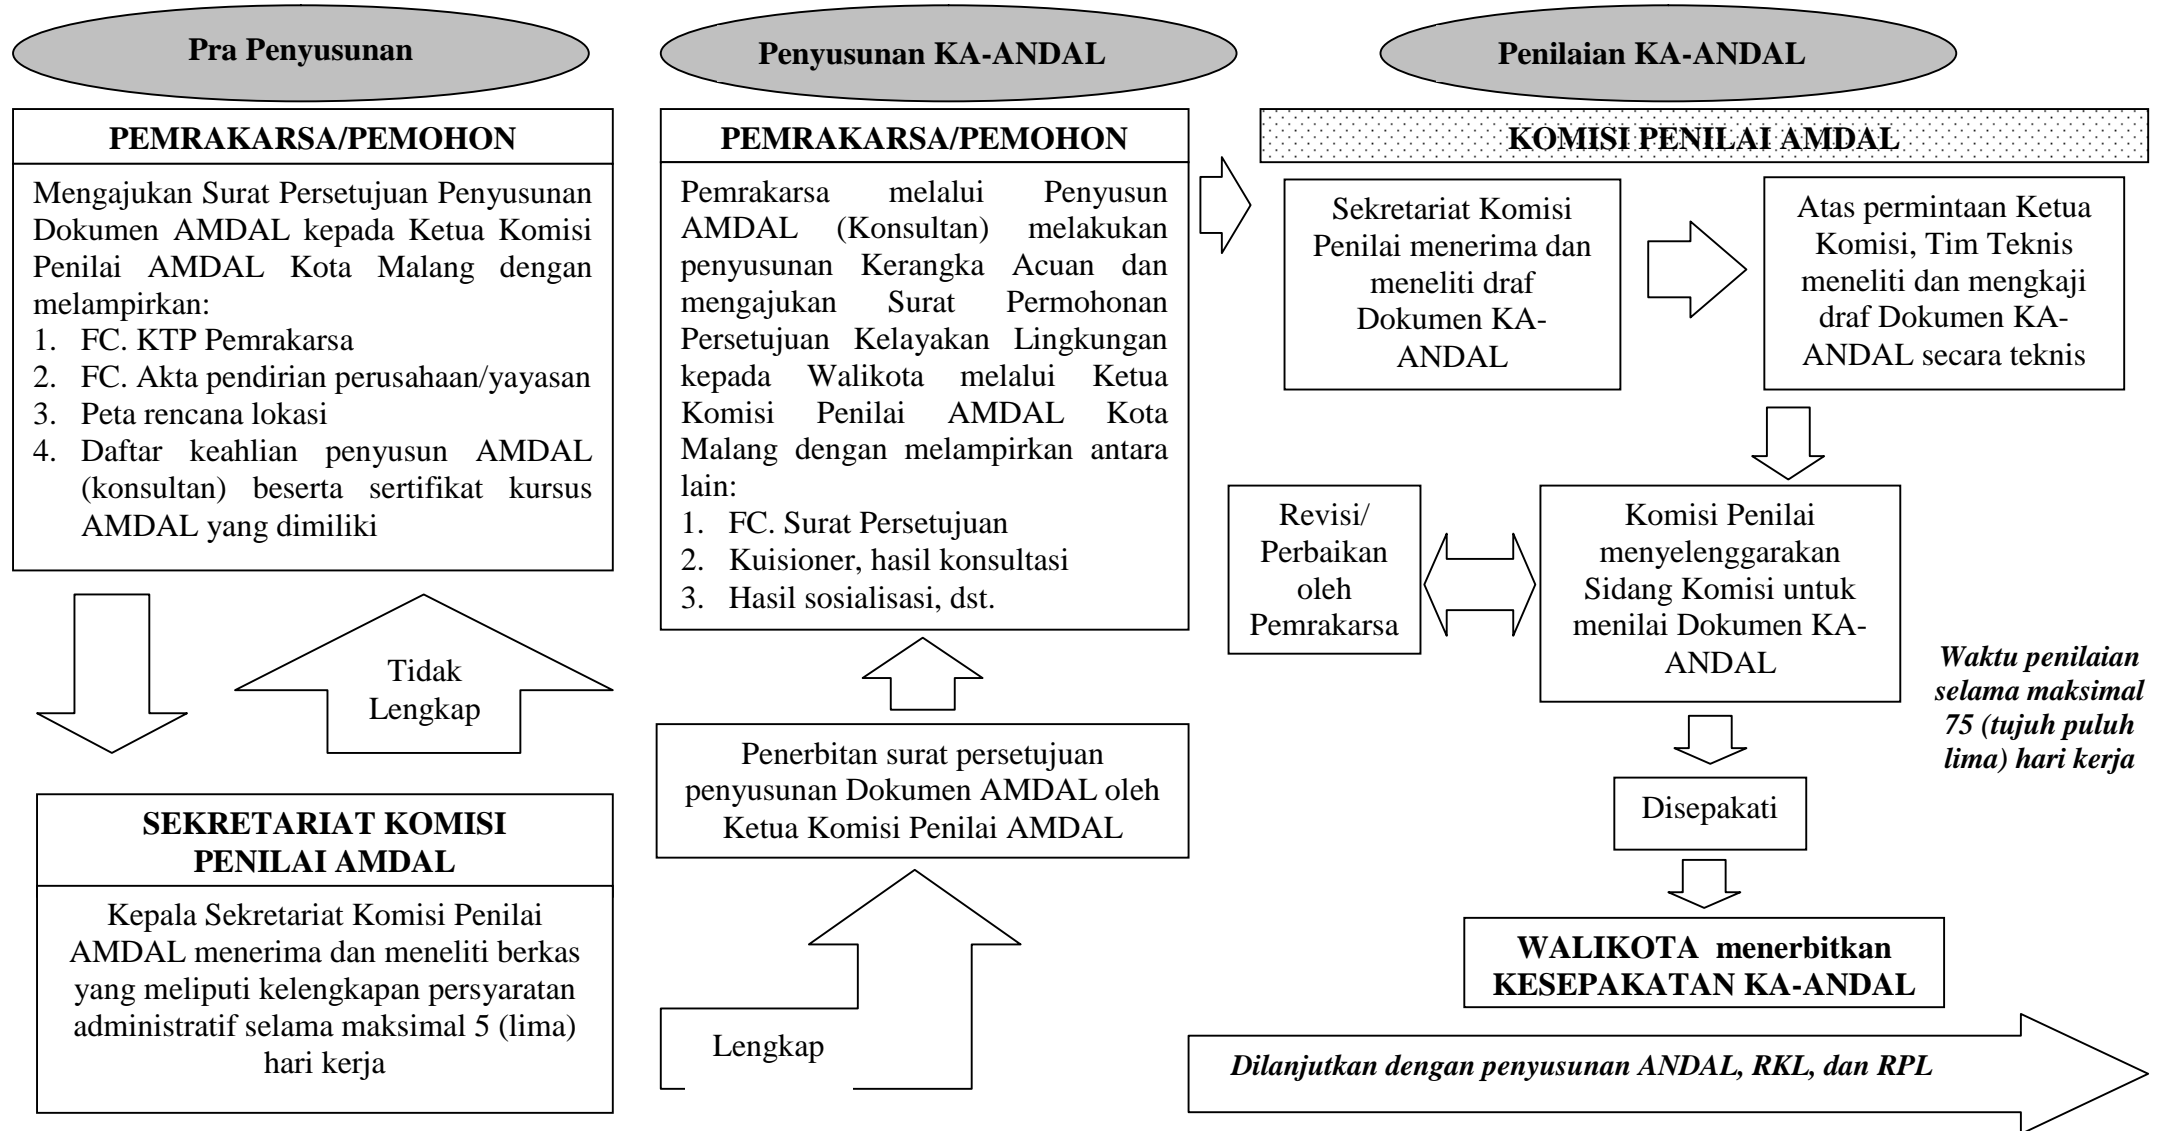 Pra Penyusunan
PEMRAKARSA/PEMOHON
Mengajukan Surat Persetujuan Penyusunan
Dokumen AMDAL kepada Ketua Komisi
Penilai AMDAL Kota Malang dengan
melampirkan:
1. FC. KTP Pemrakarsa
2. FC. Akta pendirian perusahaan/yayasan
3. Peta rencana lokasi
4. Daftar keahlian penyusun AMDAL
(konsultan) beserta sertifikat kursus
AMDAL yang dimiliki
Tidak
Lengkap
SEKRETARIAT KOMISI
PENILAI AMDAL
Kepala Sekretariat Komisi Penilai
AMDAL menerima dan meneliti berkas
yang meliputi kelengkapan persyaratan
administratif selama maksimal 5 (lima)
hari kerja
Penyusunan KA-ANDAL
PEMRAKARSA/PEMOHON
Pemrakarsa melalui Penyusun
AMDAL (Konsultan) melakukan
penyusunan Kerangka Acuan dan
mengajukan Surat Permohonan
Persetujuan Kelayakan Lingkungan
kepada Walikota melalui Ketua
Komisi Penilai AMDAL Kota
Malang dengan melampirkan antara
lain:
1. FC. Surat Persetujuan
2. Kuisioner, hasil konsultasi
3. Hasil sosialisasi, dst.
Penerbitan surat persetujuan
penyusunan Dokumen AMDAL oleh
Ketua Komisi Penilai AMDAL
Lengkap
Penilaian KA-ANDAL
KOMISI PENILAI AMDAL
Sekretariat Komisi
Penilai menerima dan
meneliti draf
Dokumen KA-
ANDAL
Atas permintaan Ketua
Komisi, Tim Teknis
meneliti dan mengkaji
draf Dokumen KA-
ANDAL secara teknis
Revisi/
Perbaikan
oleh
Pemrakarsa
Komisi Penilai
menyelenggarakan
Sidang Komisi untuk
menilai Dokumen KA-
ANDAL
Waktu penilaian
selama maksimal
75 (tujuh puluh
lima) hari kerja
Disepakati
WALIKOTA menerbitkan
KESEPAKATAN KA-ANDAL
Dilanjutkan dengan penyusunan ANDAL, RKL, dan RPL